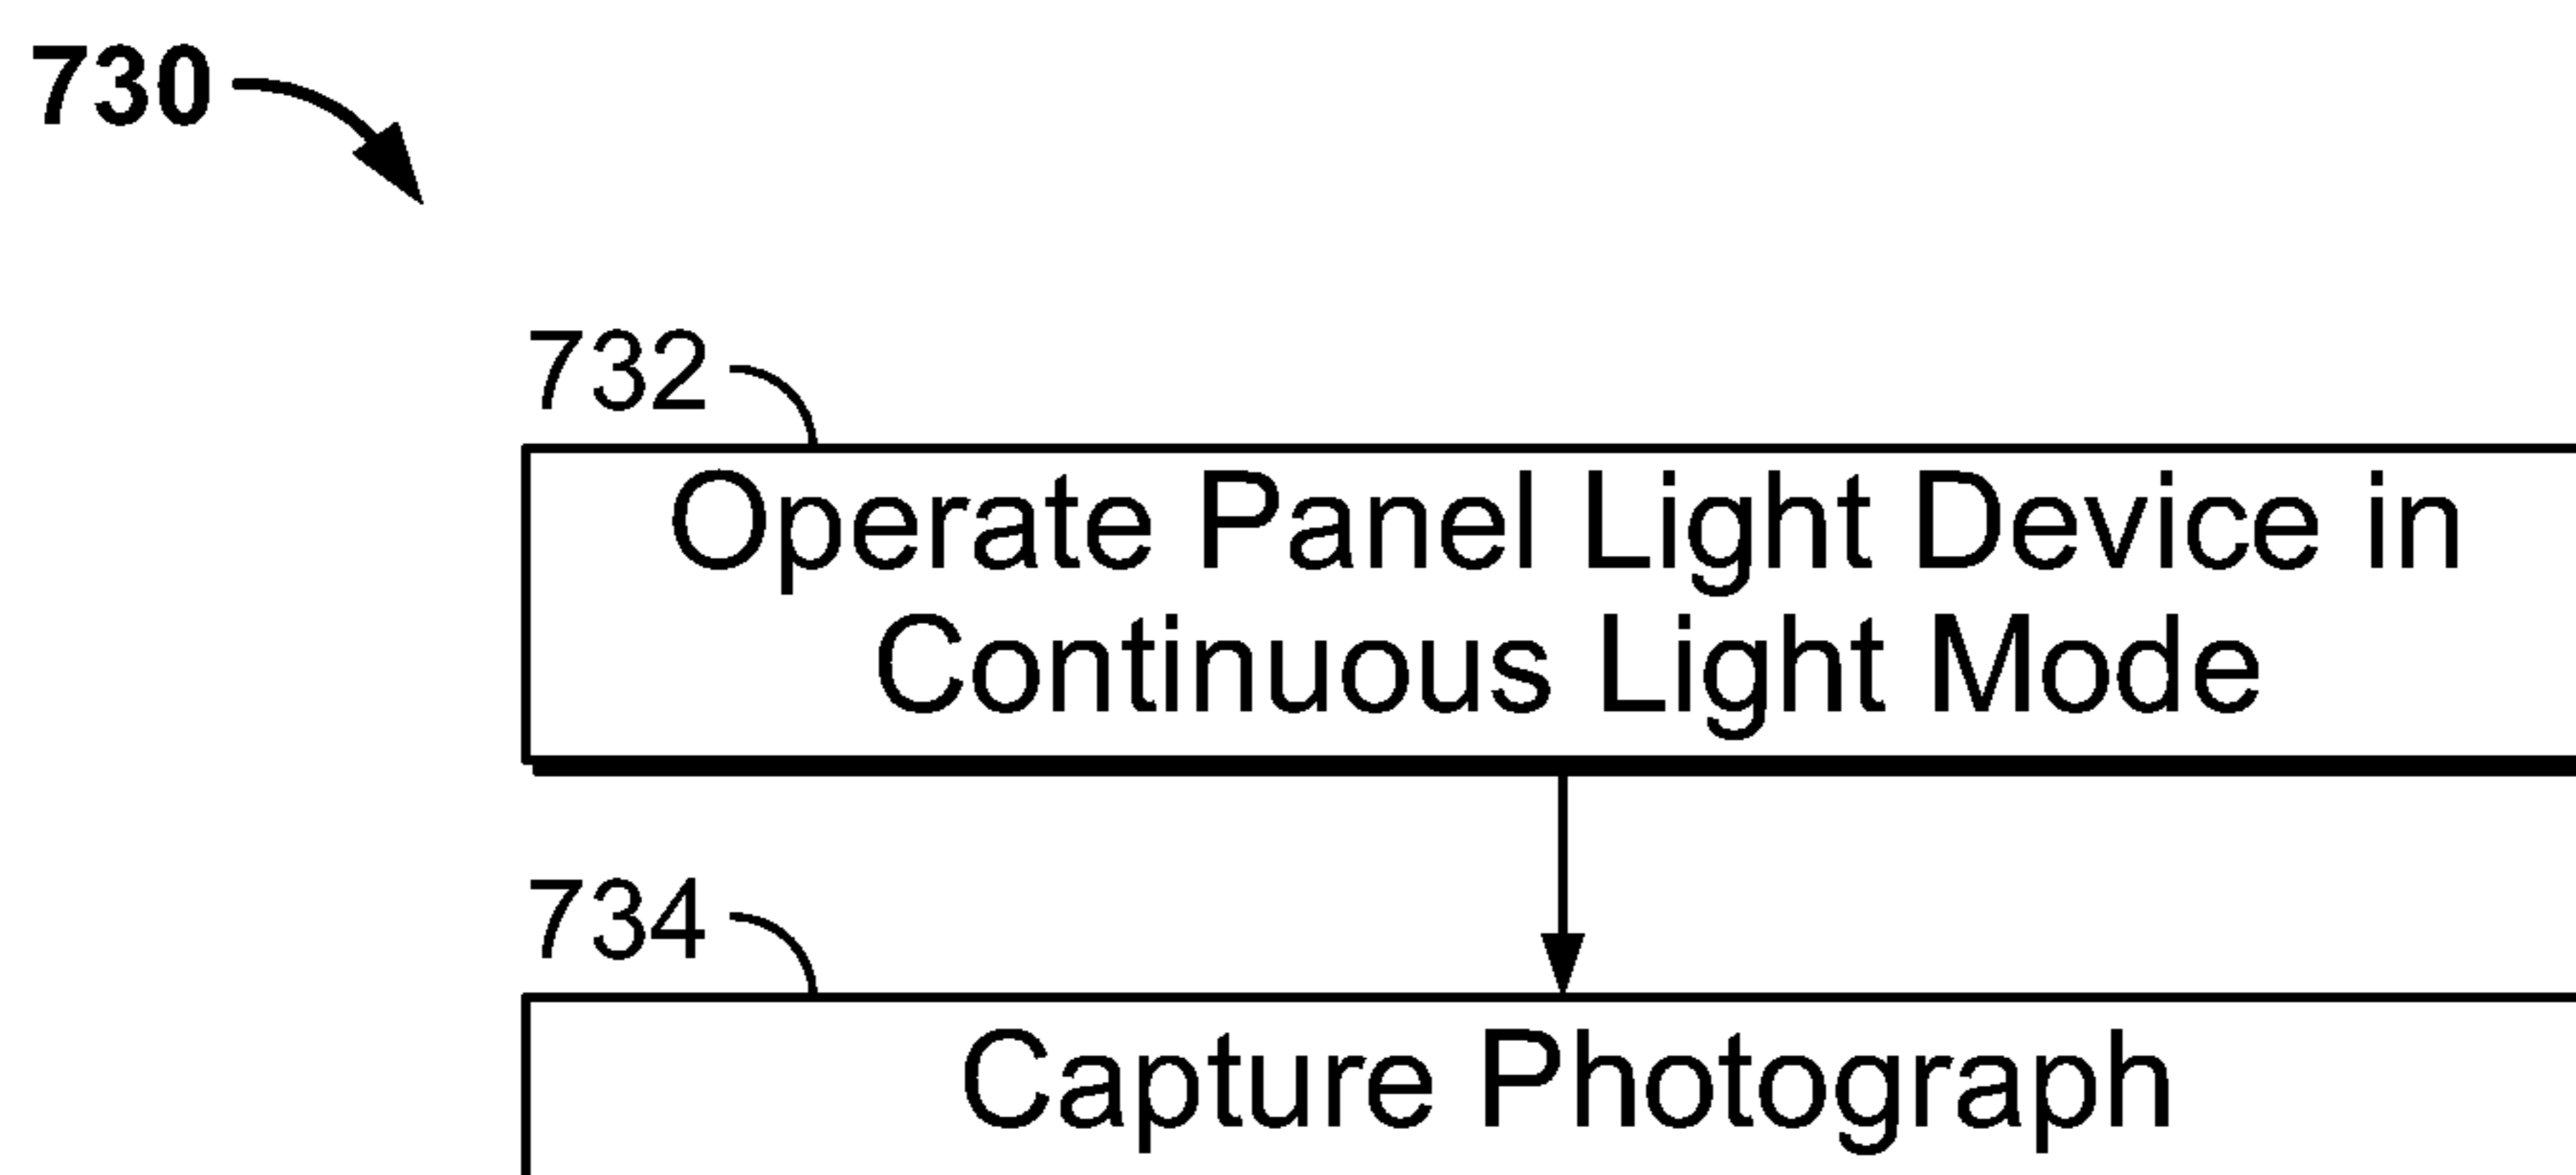 730
732
Operate Panel Light Device in
Continuous Light Mode
734
Capture Photograph